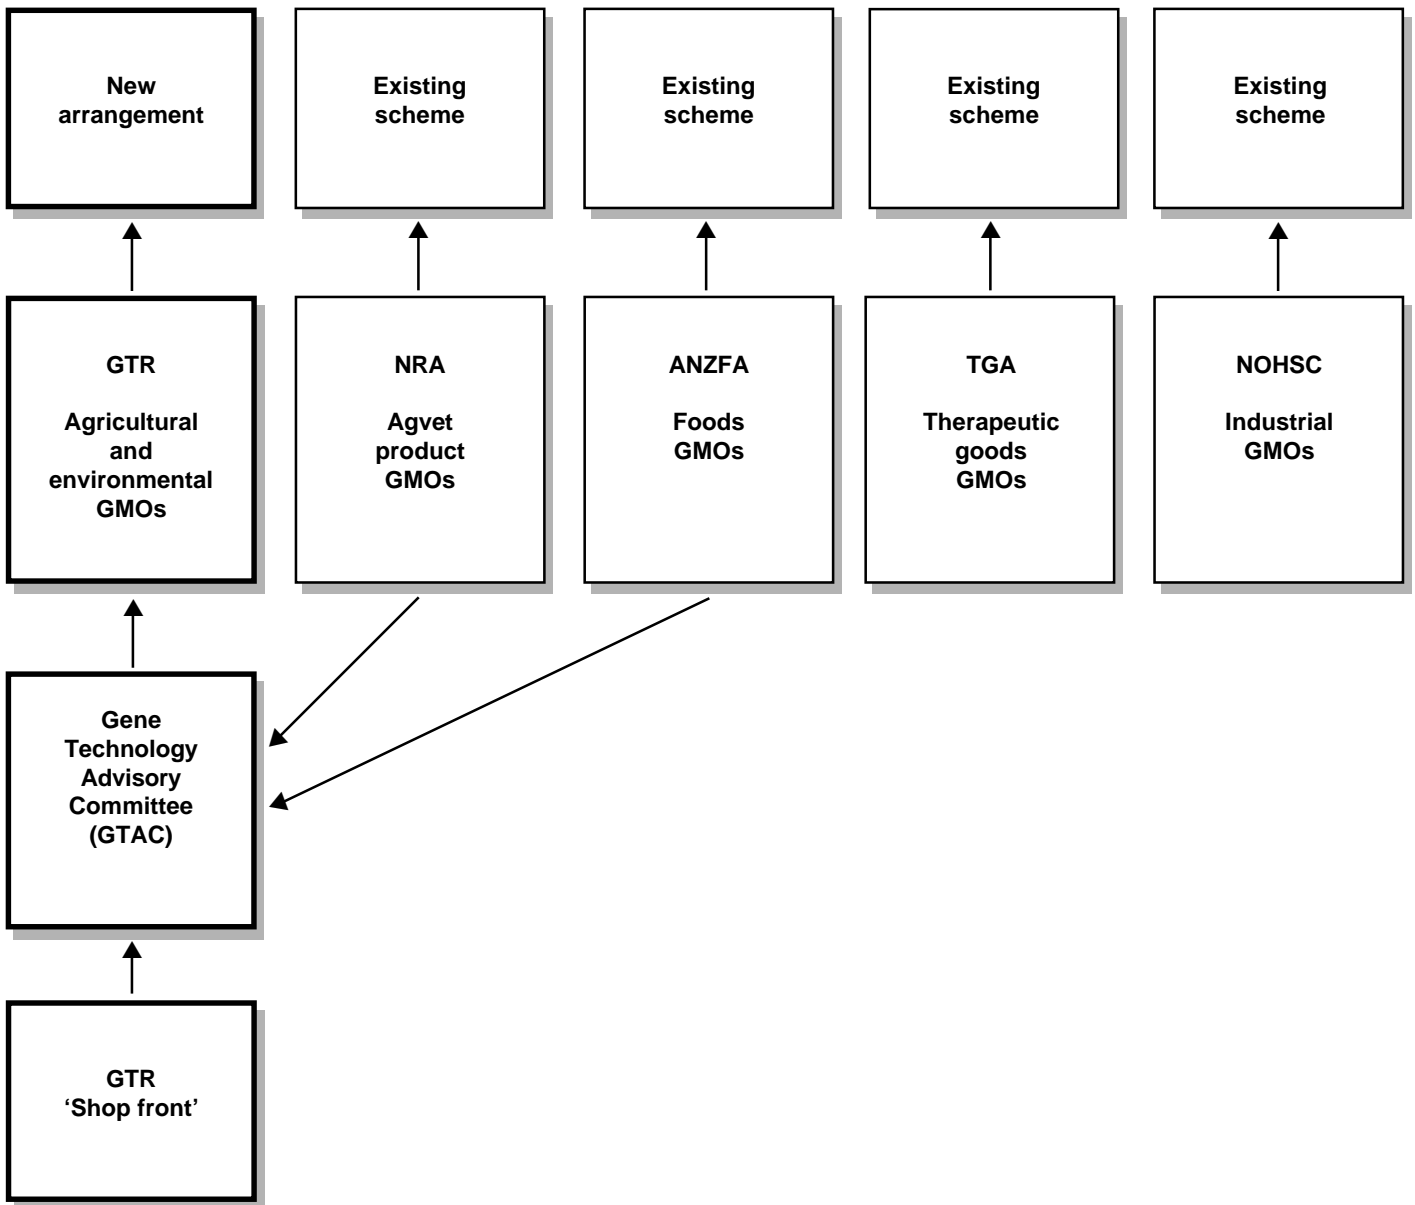 New
arrangement
Existing
scheme
Existing
scheme
Existing
scheme
Existing
scheme
GTR
Agricultural
and
environmental
GMOs
NRA
Agvet
product
GMOs
ANZFA
Foods
GMOs
TGA
Therapeutic
goods
GMOs
NOHSC
Industrial
GMOs
Gene
Technology
Advisory
Committee
(GTAC)
GTR
‘Shop front’